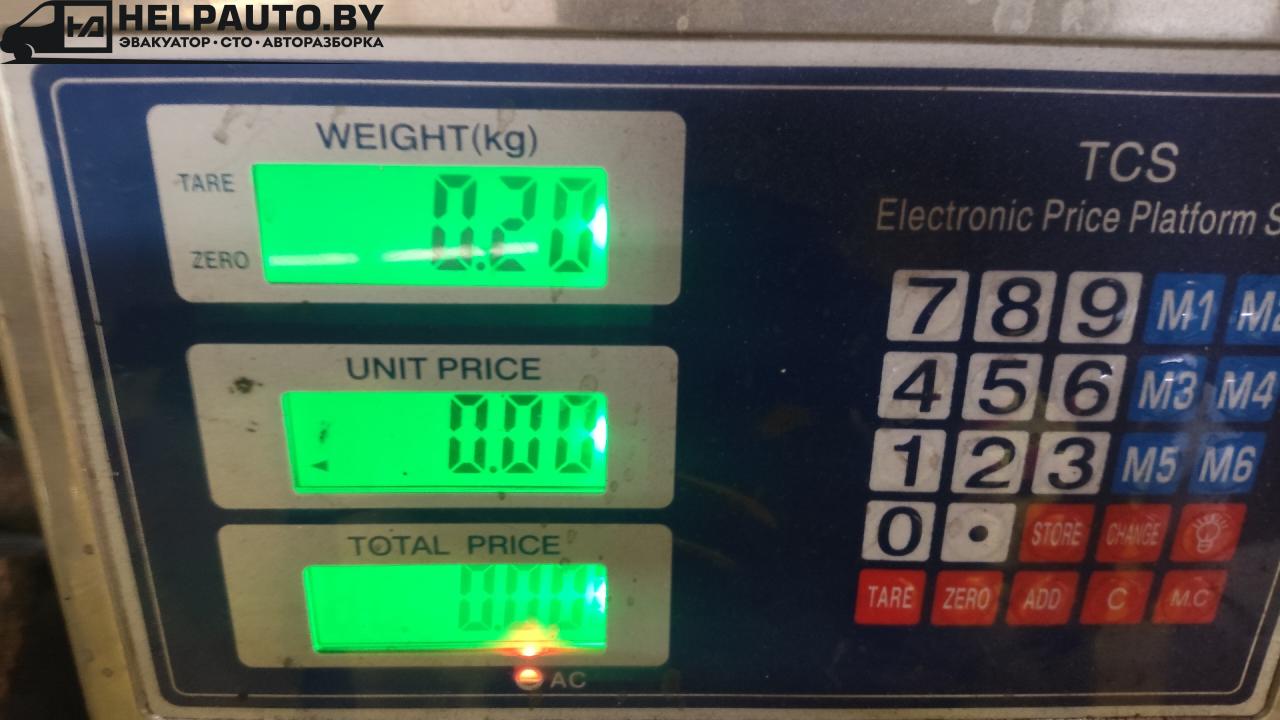 HELPAUTO.BY
ЭВАКУАТОР · СТО · АВТОРАЗБОРКА
WEIGHT(kg)
TARE
0.20
ZERO
UNIT PRICE
0.00
TOTAL PRICE
0.00
AC
TCS
Electronic Price Platform
7 8 9 M1
4 5 6 M3 M4
1 2 3 M5 M6
0 • STORE CHANGE
TARE ZERO ADD C M.C